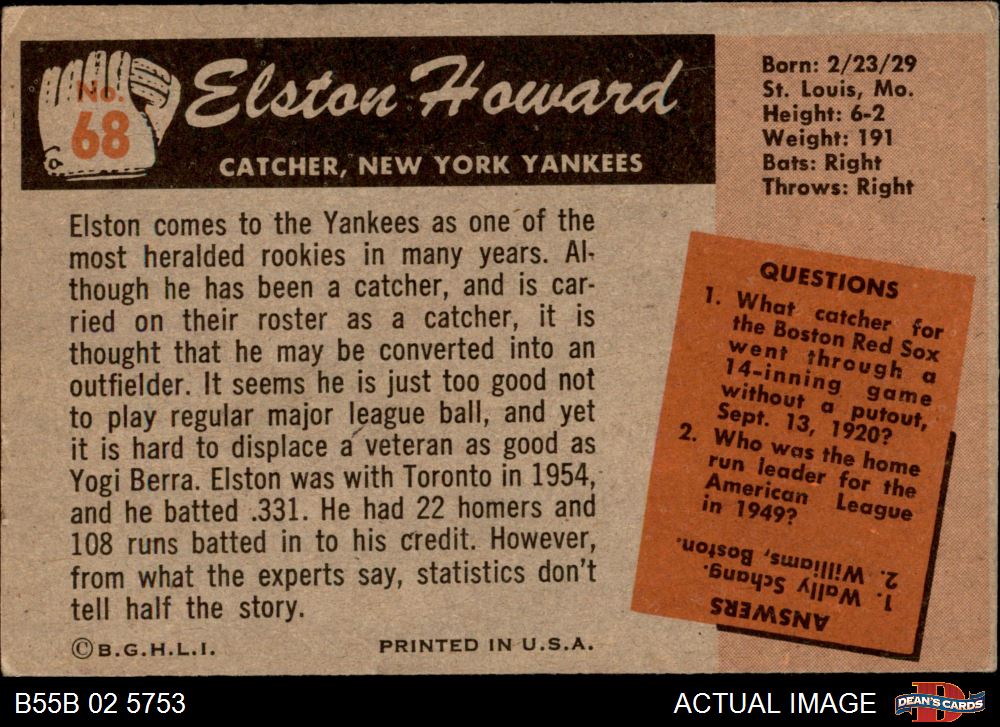 No.
68
Elston Howard
CATCHER, NEW YORK YANKEES
Born: 2/23/29
St. Louis, Mo.
Height: 6-2
Weight: 191
Bats: Right
Throws: Right
Elston comes to the Yankees as one of the
most heralded rookies in many years. Al-
though he has been a catcher, and is car-
ried on their roster as a catcher, it is
thought that he may be converted into an
outfielder. It seems he is just too good not
to play regular major league ball, and yet
it is hard to displace a veteran as good as
Yogi Berra. Elston was with Toronto in 1954,
and he batted .331. He had 22 homers and
108 runs batted in to his credit. However,
from what the experts say, statistics don't
tell half the story.
©B.G.H.L.I.
PRINTED IN U.S.A.
QUESTIONS
1. What catcher for
the Boston Red Sox
went through a
14-inning game
without a putout,
Sept. 13, 1920?
2. Who was the home
run leader for the
American League
in 1949?
ANSWERS
1. Wally Schang.
2. Williams, Boston.
B55B 02 5753
ACTUAL IMAGE
D
DEAN'S CARDS